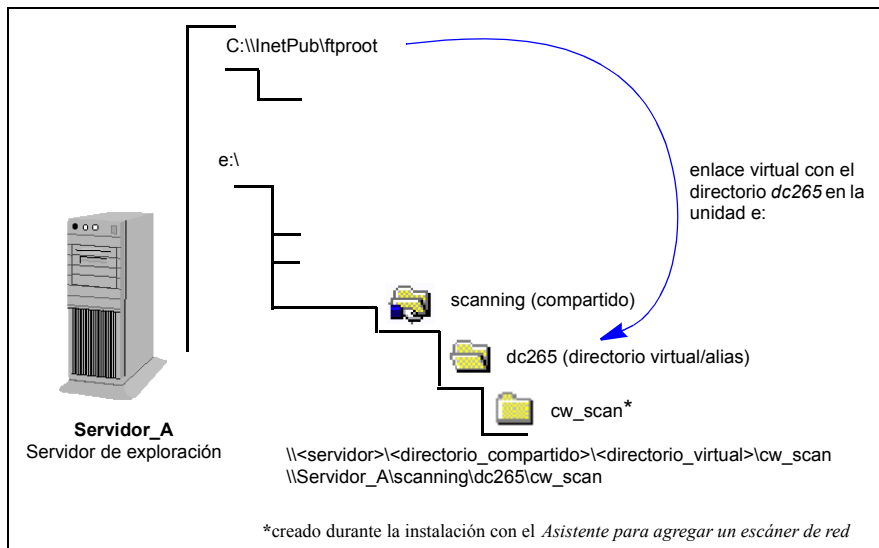 C:\\InetPub\ftproot
e:\
enlace virtual con el
directorio dc265 en la
unidad e:
scanning (compartido)
dc265 (directorio virtual/alias)
cw_scan*
Servidor_A
Servidor de exploración
\\<servidor>\<directorio_compartido>\<directorio_virtual>\cw_scan
\\Servidor_A\scanning\dc265\cw_scan
*creado durante la instalación con el Asistente para agregar un escáner de red